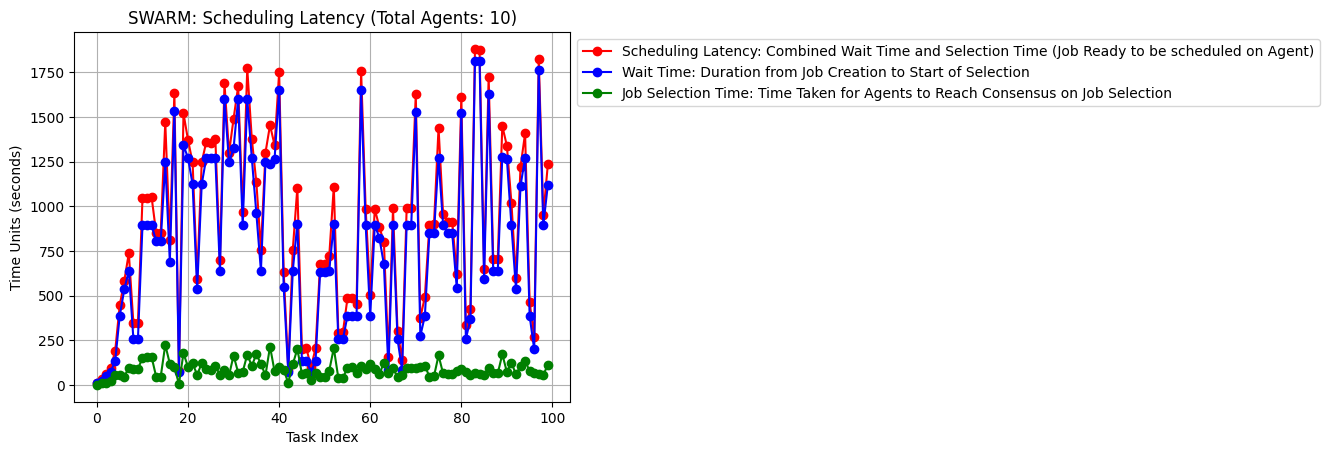 SWARM: Scheduling Latency (Total Agents: 10)
Scheduling Latency: Combined Wait Time and Selection Time (Job Ready to be scheduled on Agent)
Wait Time: Duration from Job Creation to Start of Selection
Job Selection Time: Time Taken for Agents to Reach Consensus on Job Selection
Time Units (seconds)
1750
1500
1250
1000
750
500
250
0
0 20 40 60 80 100
Task Index